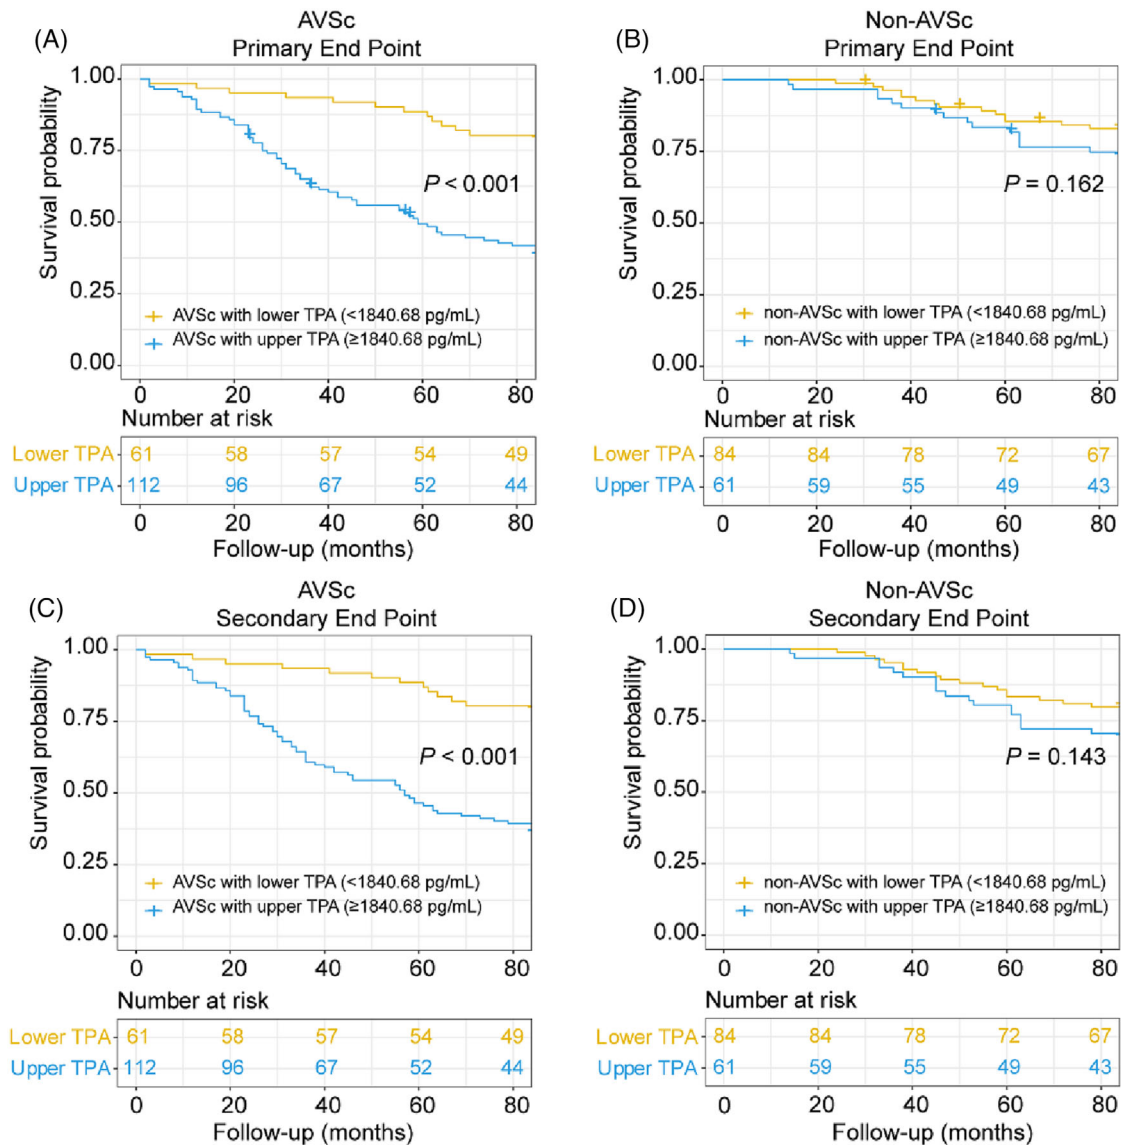 (A)
AVSc
Primary End Point
Survival probability
1.00
0.75
0.50
0.25
0.00
P < 0.001
AVSc with lower TPA (<1840.68 pg/mL)
AVSc with upper TPA (≥1840.68 pg/mL)
0 20 40 60 80
Number at risk
Lower TPA 61 58 57 54 49
Upper TPA 112 96 67 52 44
0 20 40 60 80
Follow-up (months)
(B)
Non-AVSc
Primary End Point
Survival probability
1.00
0.75
0.50
0.25
0.00
P = 0.162
non-AVSc with lower TPA (<1840.68 pg/mL)
non-AVSc with upper TPA (≥1840.68 pg/mL)
0 20 40 60 80
Number at risk
Lower TPA 84 84 78 72 67
Upper TPA 61 59 55 49 43
0 20 40 60 80
Follow-up (months)
(C)
AVSc
Secondary End Point
Survival probability
1.00
0.75
0.50
0.25
0.00
P < 0.001
AVSc with lower TPA (<1840.68 pg/mL)
AVSc with upper TPA (≥1840.68 pg/mL)
0 20 40 60 80
Number at risk
Lower TPA 61 58 57 54 49
Upper TPA 112 96 67 52 44
0 20 40 60 80
Follow-up (months)
(D)
Non-AVSc
Secondary End Point
Survival probability
1.00
0.75
0.50
0.25
0.00
P = 0.143
non-AVSc with lower TPA (<1840.68 pg/mL)
non-AVSc with upper TPA (≥1840.68 pg/mL)
0 20 40 60 80
Number at risk
Lower TPA 84 84 78 72 67
Upper TPA 61 59 55 49 43
0 20 40 60 80
Follow-up (months)